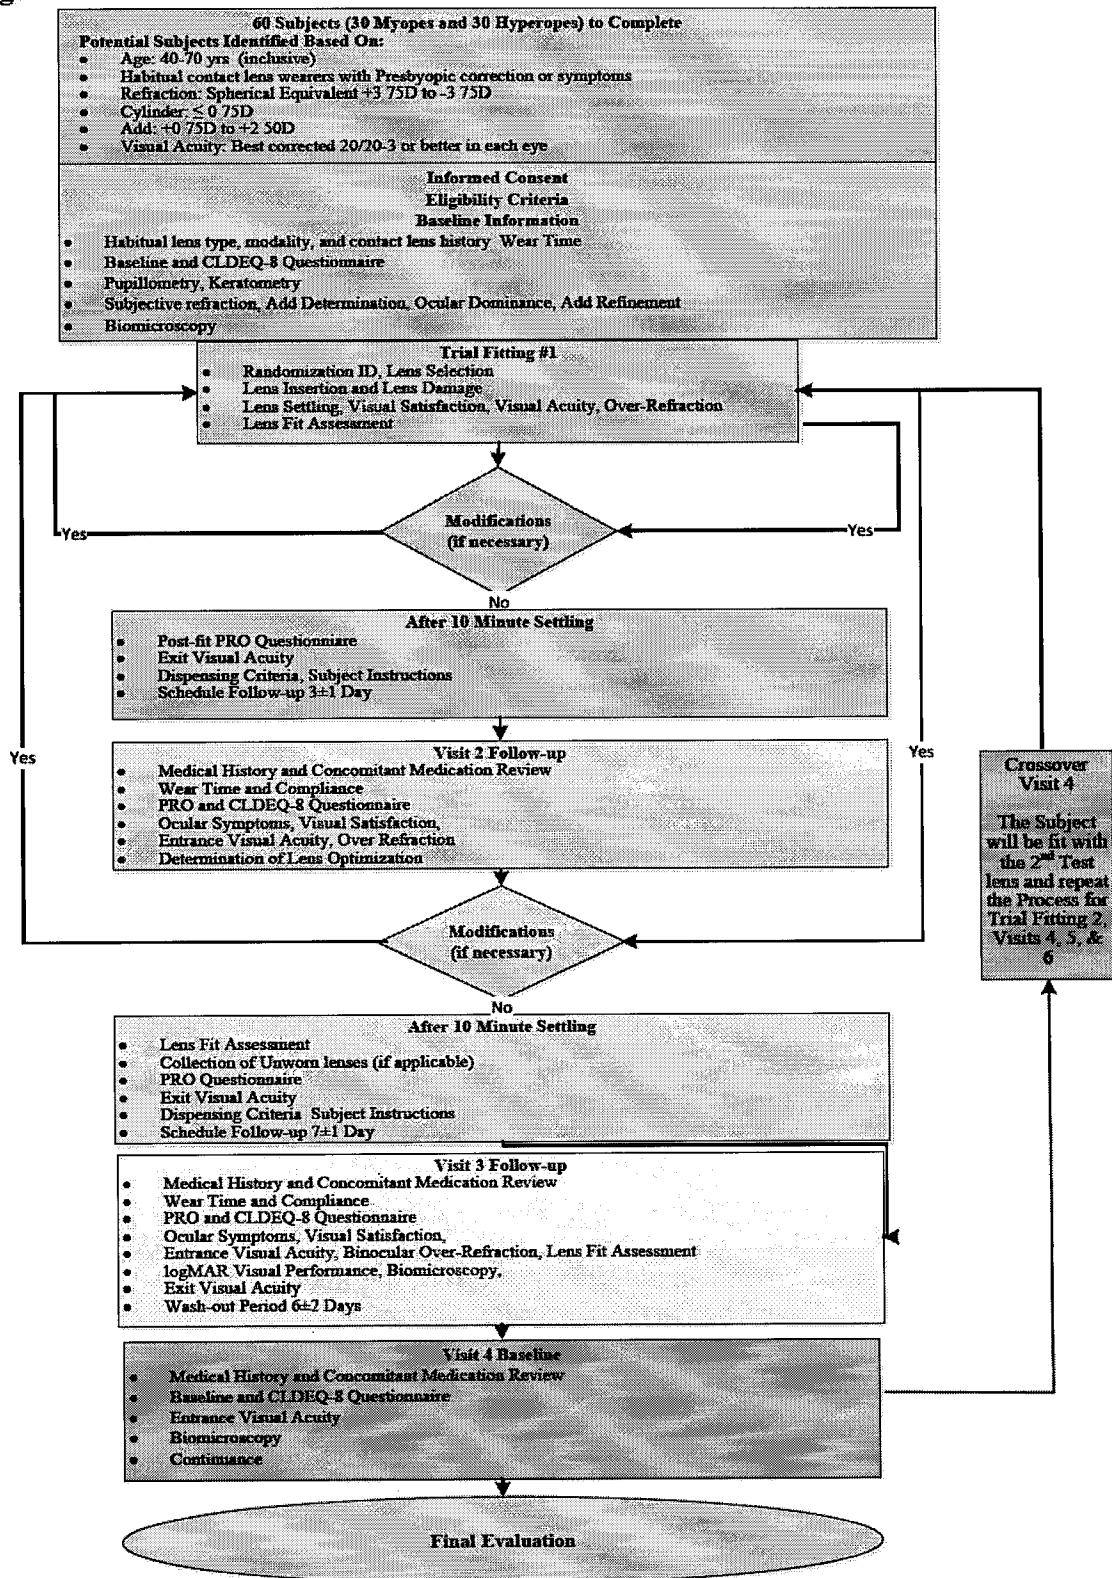 g.
60 Subjects (30 Myopes and 30 Hyperopes) to Complete
Potential Subjects Identified Based On:
• Age: 40-70 yrs (inclusive)
• Habitual contact lens wearers with Presbyopic correction or symptoms
• Refraction: Spherical Equivalent +3 75D to -3 75D
• Cylinder: ≤ 0 75D
• Add: +0 75D to +2 50D
• Visual Acuity: Best corrected 20/20-3 or better in each eye
Informed Consent
Eligibility Criteria
Baseline Information
• Habitual lens type, modality, and contact lens history Wear Time
• Baseline and CLDEQ-8 Questionnaire
• Pupillometry, Keratometry
• Subjective refraction, Add Determination, Ocular Dominance, Add Refinement
• Biomicroscopy
Trial Fitting #1
• Randomization ID, Lens Selection
• Lens Insertion and Lens Damage
• Lens Settling, Visual Satisfaction, Visual Acuity, Over-Refraction
• Lens Fit Assessment
Modifications
(if necessary)
Yes
Yes
No
After 10 Minute Settling
• Post-fit PRO Questionniare
• Exit Visual Acuity
• Dispensing Criteria, Subject Instructions
• Schedule Follow-up 3±1 Day
Visit 2 Follow-up
• Medical History and Concomitant Medication Review
• Wear Time and Compliance
• PRO and CLDEQ-8 Questionnaire
• Ocular Symptoms, Visual Satisfaction,
• Entrance Visual Acuity, Over Refraction
• Determination of Lens Optimization
Yes
Yes
Crossover
Visit 4
The Subject
will be fit with
the 2nd Test
lens and repeat
the Process for
Trial Fitting 2,
Visits 4, 5, &
6
Modifications
(if necessary)
No
After 10 Minute Settling
• Lens Fit Assessment
• Collection of Unworn lenses (if applicable)
• PRO Questionnaire
• Exit Visual Acuity
• Dispensing Criteria Subject Instructions
• Schedule Follow-up 7±1 Day
Visit 3 Follow-up
• Medical History and Concomitant Medication Review
• Wear Time and Compliance
• PRO and CLDEQ-8 Questionnaire
• Ocular Symptoms, Visual Satisfaction,
• Entrance Visual Acuity, Binocular Over-Refraction, Lens Fit Assessment
• logMAR Visual Performance, Biomicroscopy,
• Exit Visual Acuity
• Wash-out Period 6±2 Days
Visit 4 Baseline
• Medical History and Concomitant Medication Review
• Baseline and CLDEQ-8 Questionnaire
• Entrance Visual Acuity
• Biomicroscopy
• Continuance
Final Evaluation